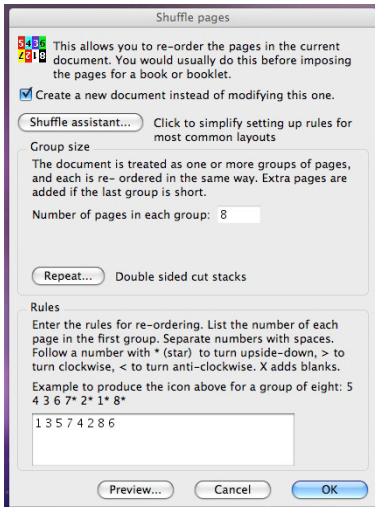 Shuffle pages
5436
7218
This allows you to re-order the pages in the current
document. You would usually do this before imposing
the pages for a book or booklet.
Create a new document instead of modifying this one.
Shuffle assistant... Click to simplify setting up rules for
most common layouts
Group size
The document is treated as one or more groups of pages,
and each is re- ordered in the same way. Extra pages are
added if the last group is short.
Number of pages in each group: 8
Repeat... Double sided cut stacks
Rules
Enter the rules for re-ordering. List the number of each
page in the first group. Separate numbers with spaces.
Follow a number with * (star) to turn upside-down, > to
turn clockwise, < to turn anti-clockwise. X adds blanks.
Example to produce the icon above for a group of eight: 5
4 3 6 7* 2* 1* 8*
1 3 5 7 4 2 8 6
Preview... Cancel OK